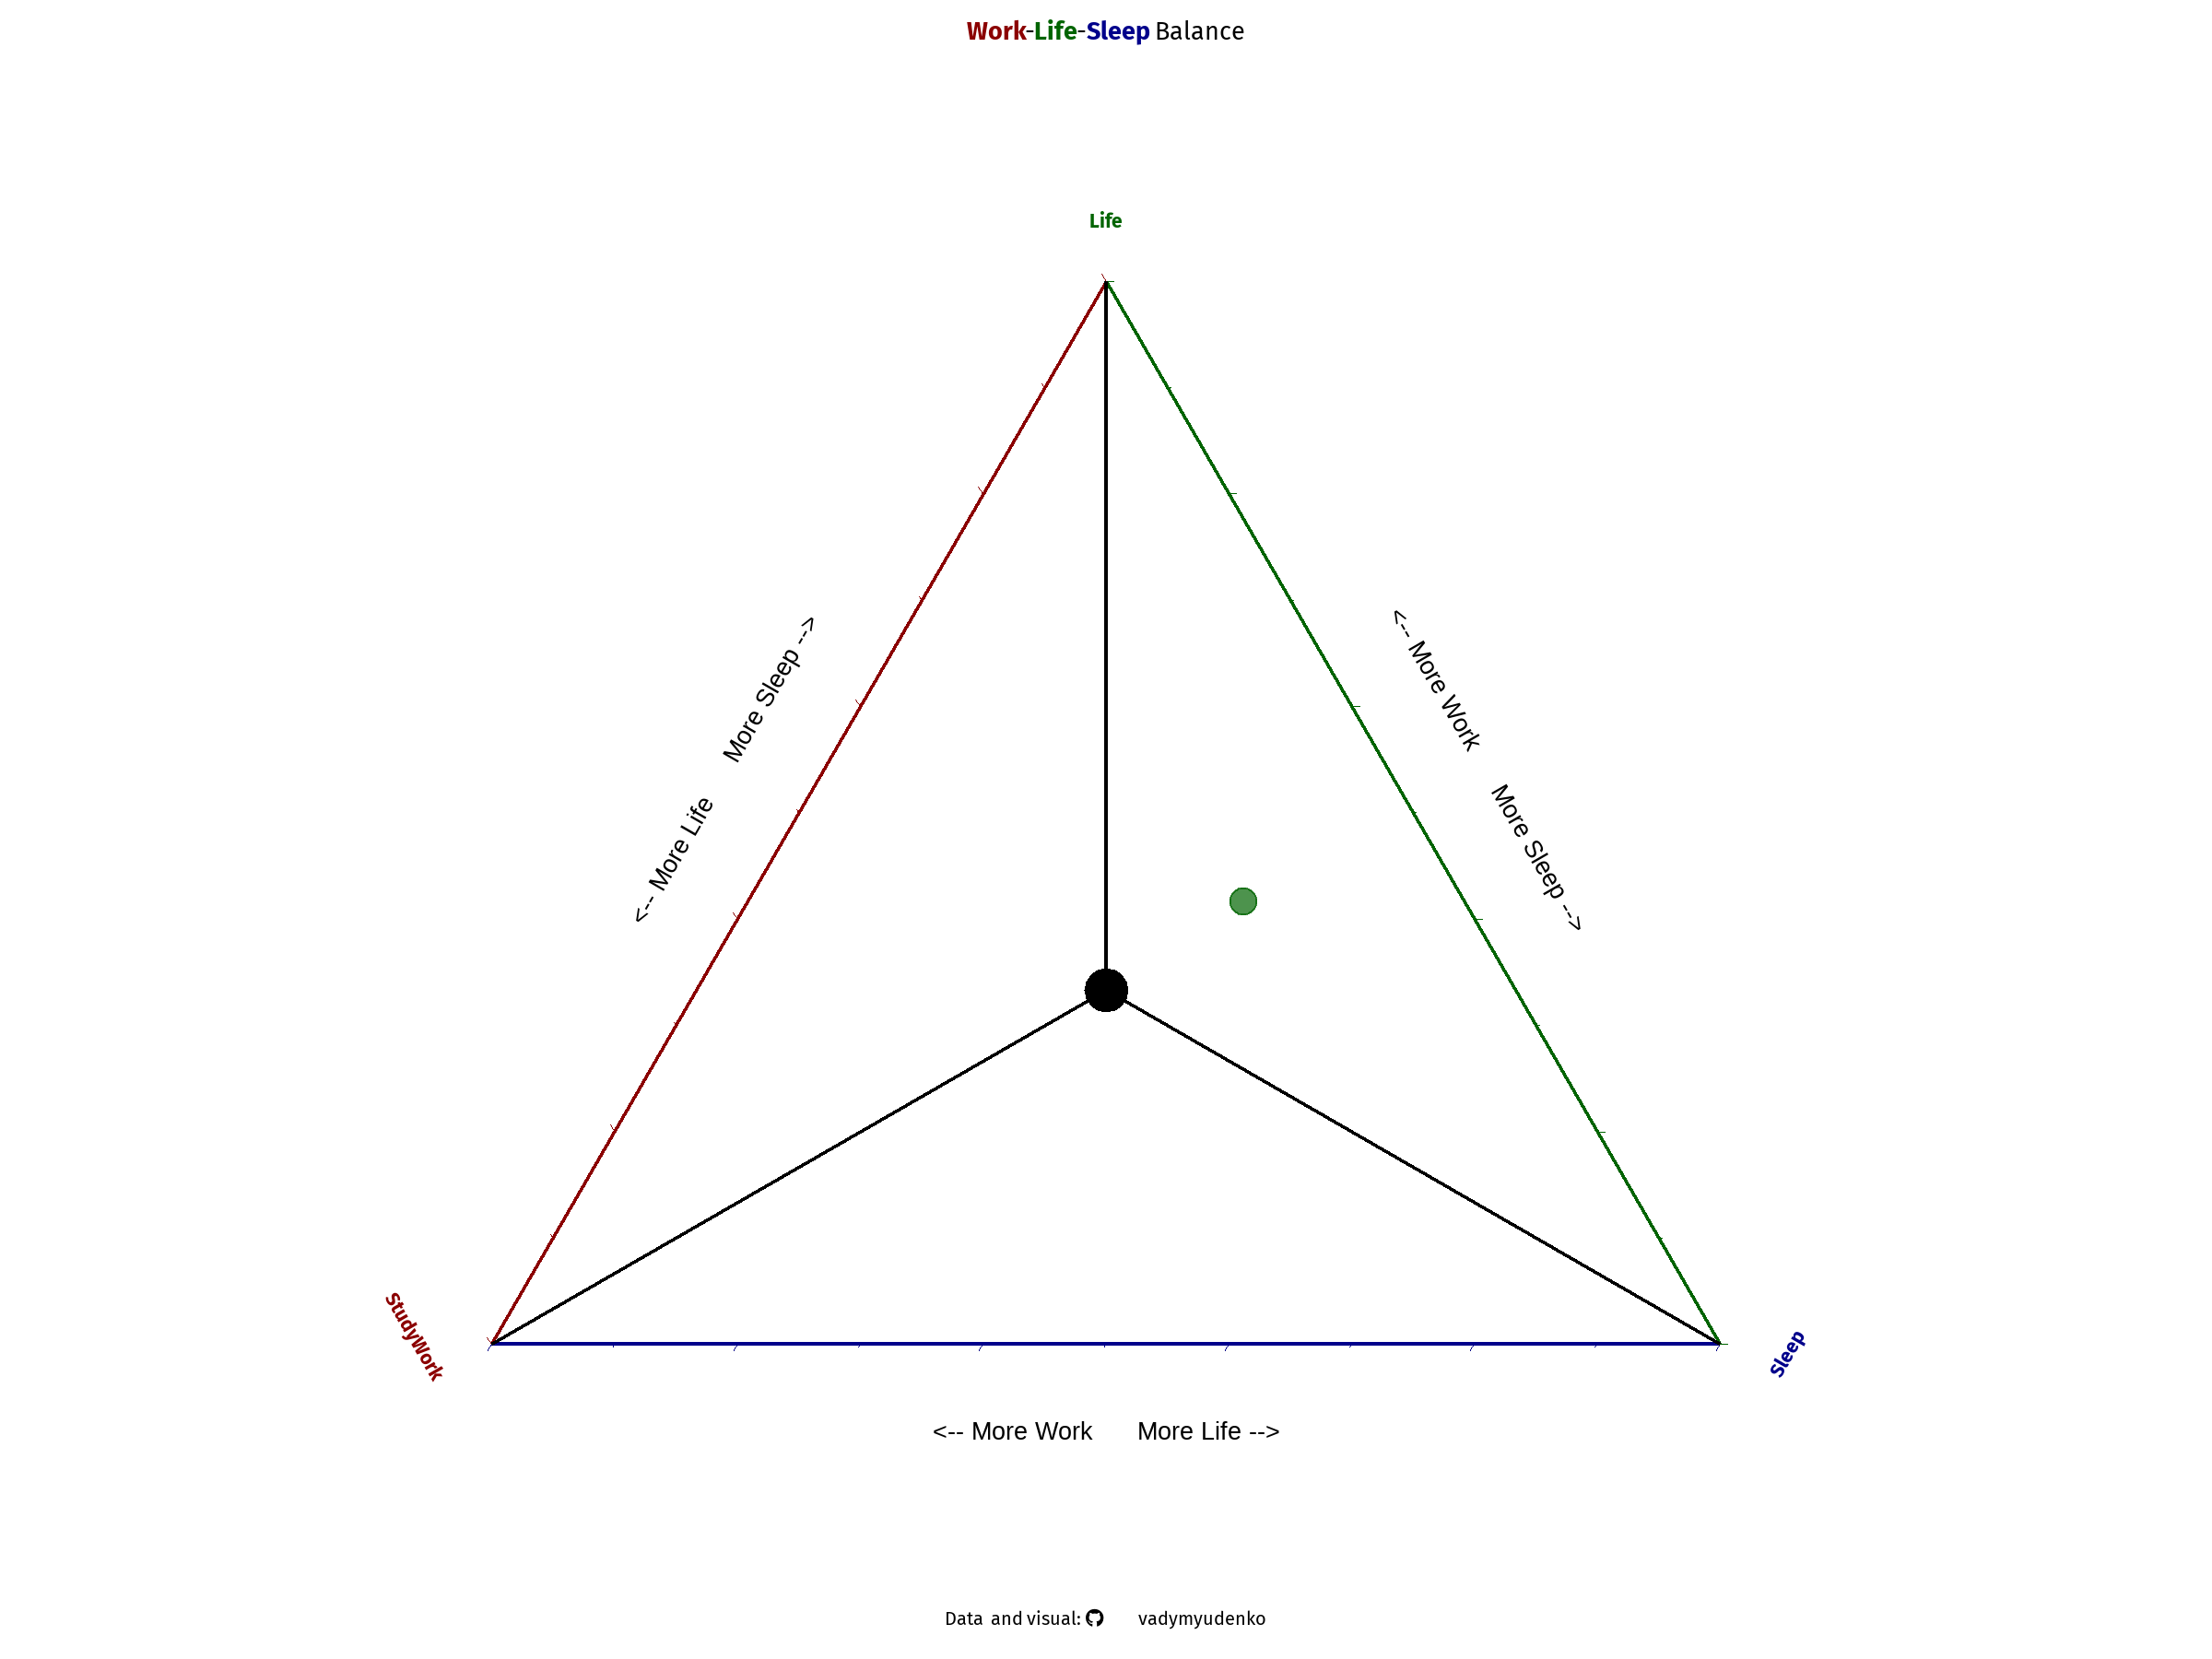 Work-Life-Sleep Balance
Life
<-- More Life More Sleep -->
<-- More Work More Sleep -->
StudyWork
Sleep
<-- More Work More Life -->
Data and visual: vadymyudenko